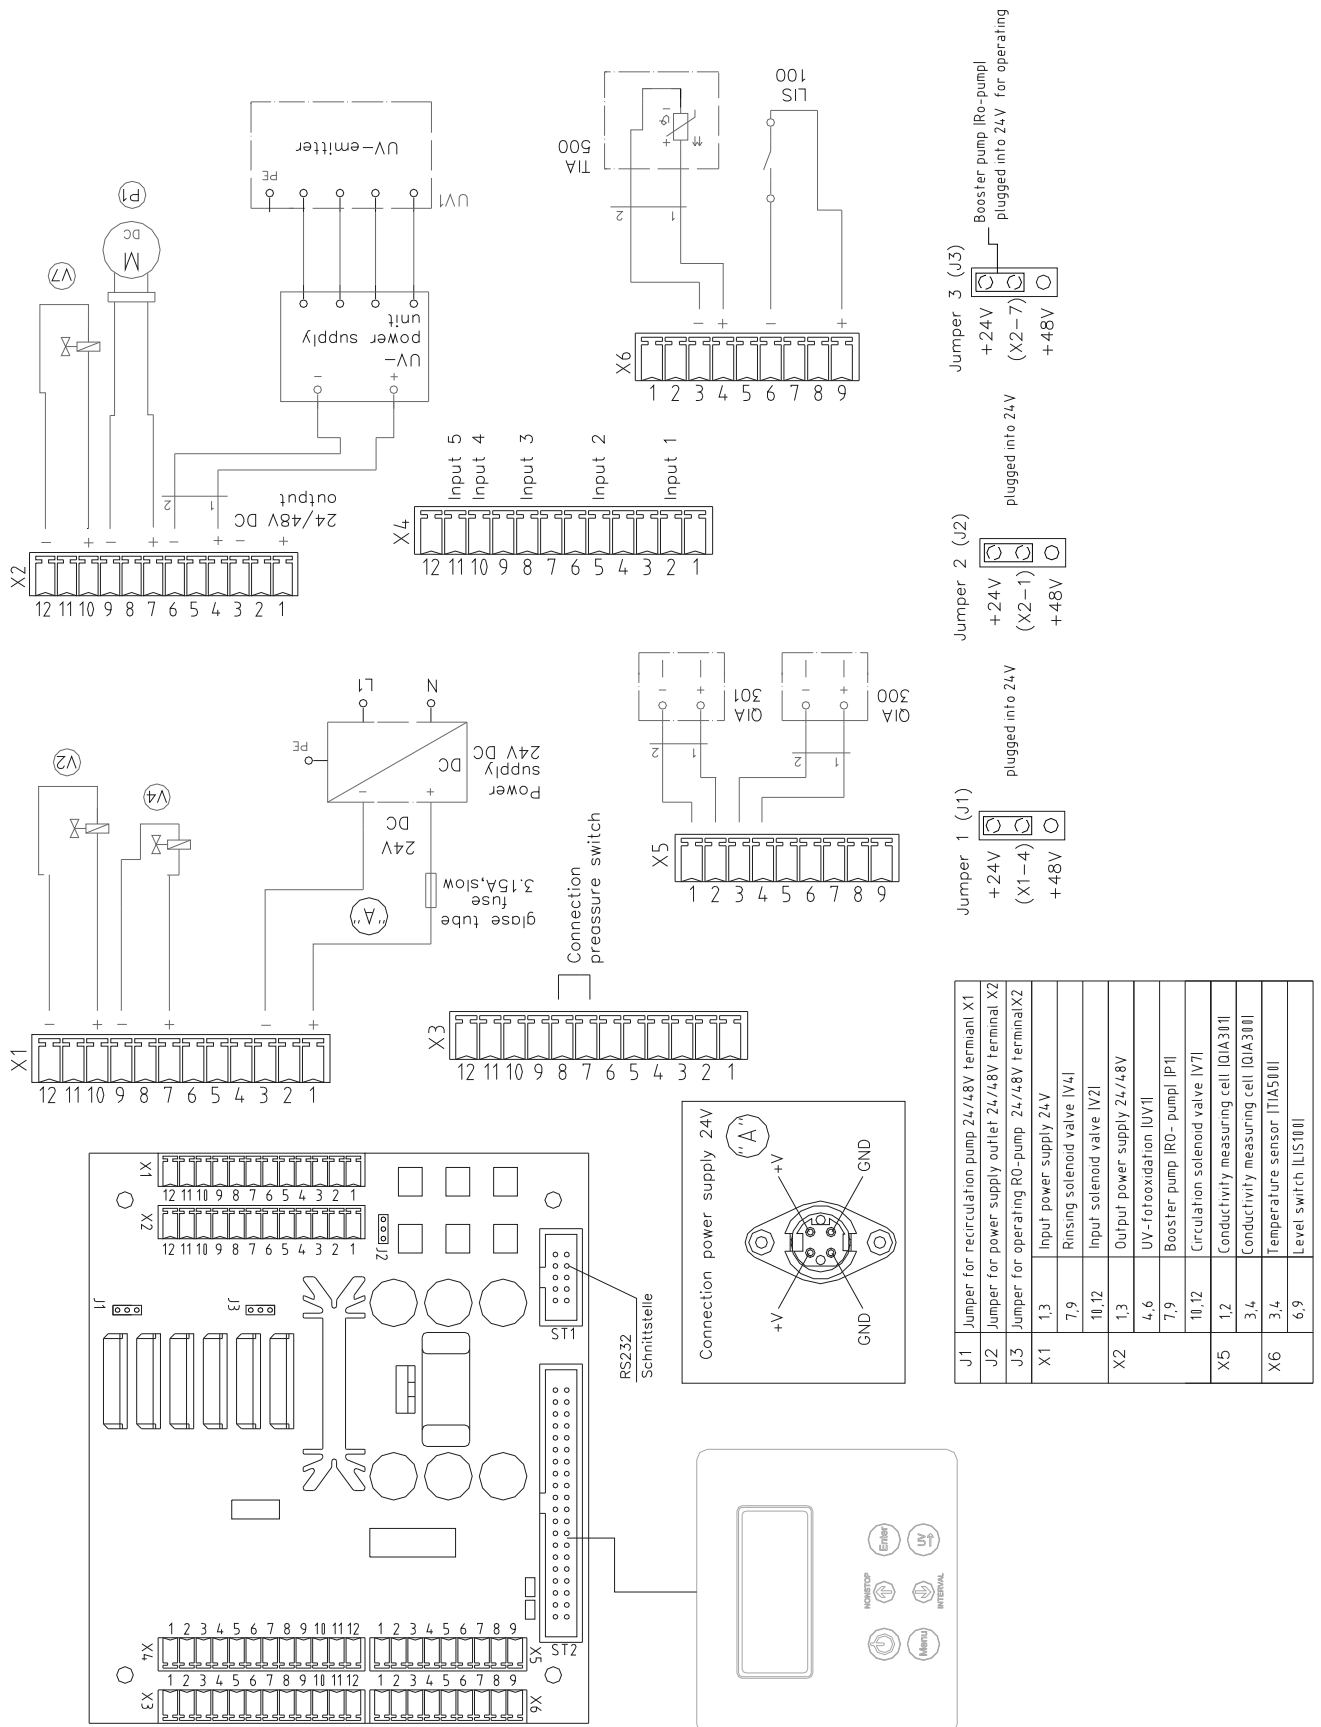 X2
12 11 10 9 8 7 6 5 4 3 2 1
- + - + - + - +
V7
P1
M
DC
2
1
24/48V DC
output
UV-
power supply
unit
- +
UV-emitter
PE
UV1
X4
12 11 10 9 8 7 6 5 4 3 2 1
Input 5
Input 4
Input 3
Input 2
Input 1
X6
1 2 3 4 5 6 7 8 9
- + - +
TIA
500
2
1
- +
LIS
100
X1
12 11 10 9 8 7 6 5 4 3 2 1
- + - + - +
V2
V4
PE
L1
N
DC
- +
Power
supply
24V DC
24V
DC
"A"
glase tube
fuse
3.15A,slow
X3
12 11 10 9 8 7 6 5 4 3 2 1
Connection
preassure switch
X5
1 2 3 4 5 6 7 8 9
QIA
301
- +
2
1
QIA
300
- +
2
1
Jumper 1 (J1)
+24V
(X1-4)
+48V
plugged into 24V
Jumper 2 (J2)
+24V
(X2-1)
+48V
plugged into 24V
Jumper 3 (J3)
+24V
(X2-7)
+48V
Booster pump |Ro-pump|
plugged into 24V for operating
X1
12 11 10 9 8 7 6 5 4 3 2 1
X2
12 11 10 9 8 7 6 5 4 3 2 1
J2
J1
J3
ST1
RS232
Schnittstelle
ST2
X4
1 2 3 4 5 6 7 8 9 10 11 12
X3
1 2 3 4 5 6 7 8 9 10 11 12
X5
1 2 3 4 5 6 7 8 9
X6
1 2 3 4 5 6 7 8 9
Connection power supply 24V
"A"
+V
+V
GND
GND
NONSTOP
INTERVAL
Enter
UV
Menu
J1 Jumper for recirculation pump 24/48V termianl X1
J2 Jumper for power supply outlet 24/48V terminal X2
J3 Jumper for operating RO-pump 24/48V terminalX2
X1 1,3 Input power supply 24V
7,9 Rinsing solenoid valve |V4|
10,12 Input solenoid valve |V2|
X2 1,3 Output power supply 24/48V
4,6 UV-fotooxidation |UV1|
7,9 Booster pump |RO- pump| |P1|
10,12 Circulation solenoid valve |V7|
X5 1,2 Conductivity measuring cell |QIA301|
3,4 Conductivity measuring cell |QIA300|
X6 3,4 Temperature sensor |TIA500|
6,9 Level switch |LIS100|